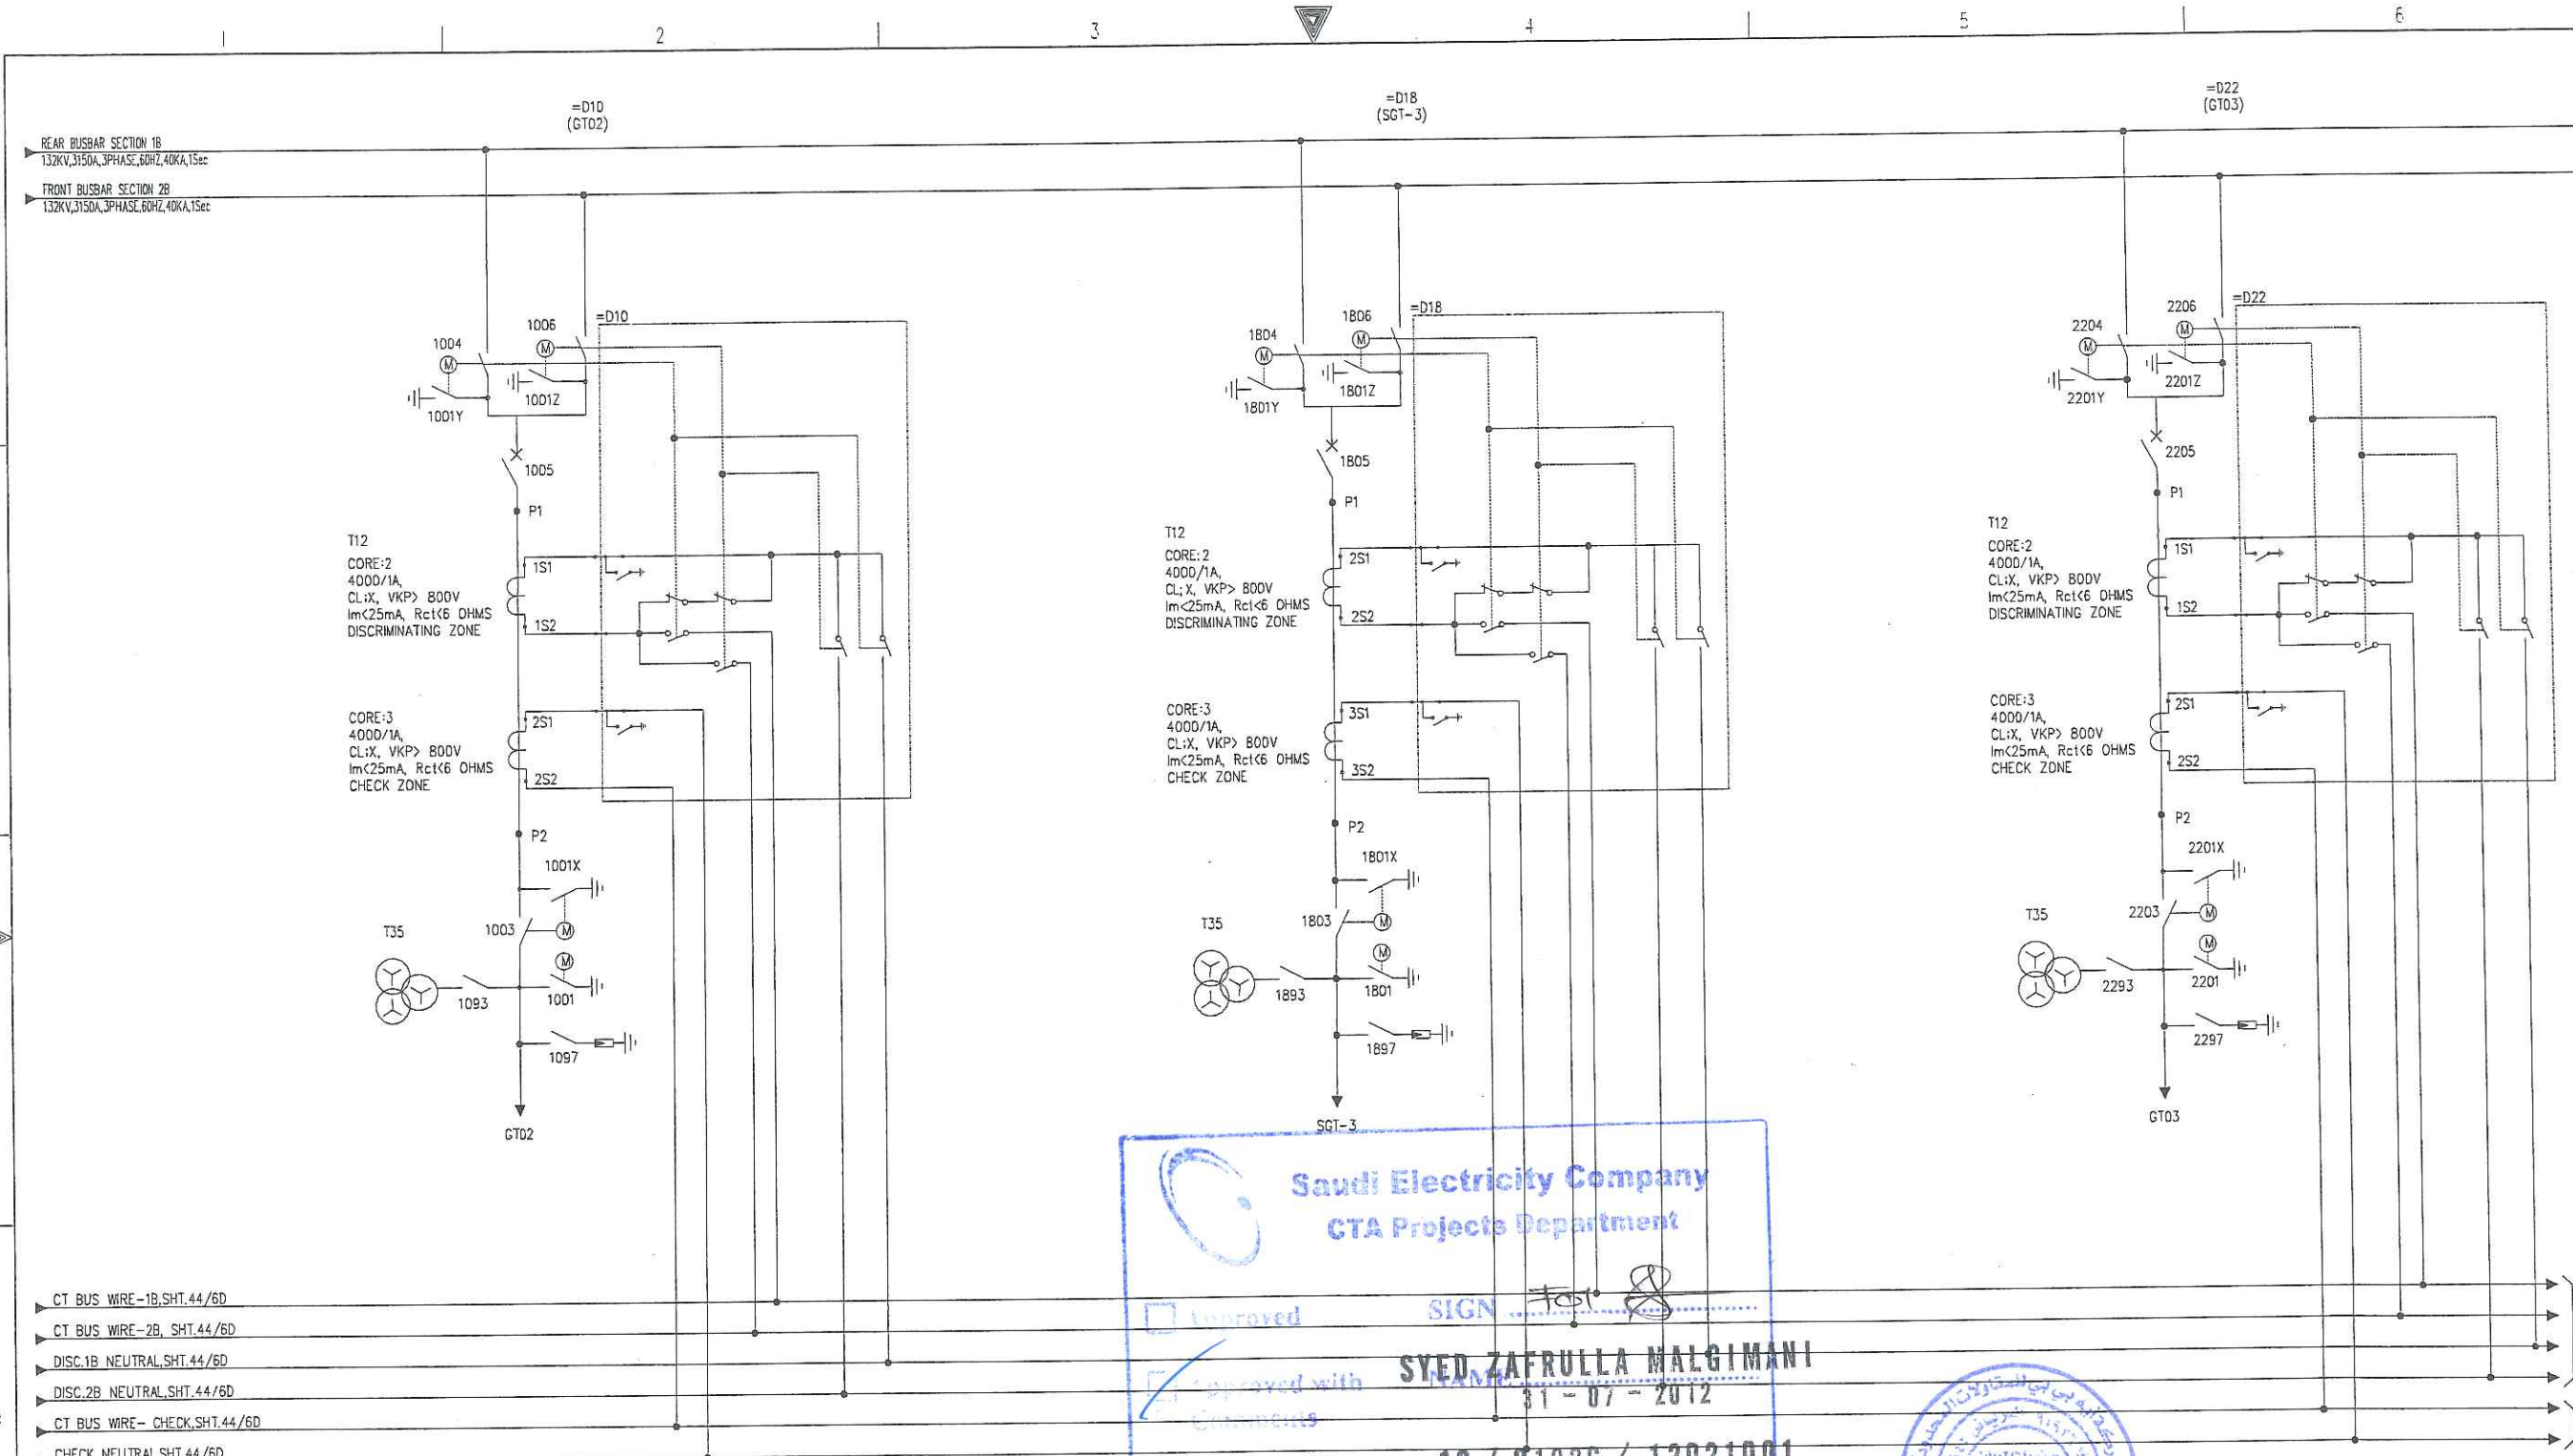 2
3
4
5
6
=D10
(GT02)
=D18
(SGT-3)
=D22
(GT03)
REAR BUSBAR SECTION 1B
132KV,3150A,3PHASE,60HZ,40KA,1Sec
FRONT BUSBAR SECTION 2B
132KV,3150A,3PHASE,60HZ,40KA,1Sec
1004
M
1006
M
=D10
1001Y
1001Z
1005
P1
T12
CORE:2
4000/1A,
CL:X, VKP> 800V
Im<25mA, Rct<6 OHMS
DISCRIMINATING ZONE
1S1
1S2
CORE:3
4000/1A,
CL:X, VKP> 800V
Im<25mA, Rct<6 OHMS
CHECK ZONE
2S1
2S2
P2
1001X
1003
M
T35
M
1093
1001
1097
GT02
1804
M
1806
M
=D18
1801Y
1801Z
1805
P1
T12
CORE:2
4000/1A,
CL;X, VKP> 800V
Im<25mA, Rct<6 OHMS
DISCRIMINATING ZONE
2S1
2S2
CORE:3
4000/1A,
CL:X, VKP> 800V
Im<25mA, Rct<6 OHMS
CHECK ZONE
3S1
3S2
P2
1801X
1803
M
T35
M
1893
1801
1897
SGT-3
2204
M
2206
M
=D22
2201Y
2201Z
2205
P1
T12
CORE:2
4000/1A,
CL:X, VKP> 800V
Im<25mA, Rct<6 OHMS
DISCRIMINATING ZONE
1S1
1S2
CORE:3
4000/1A,
CL:X, VKP> 800V
Im<25mA, Rct<6 OHMS
CHECK ZONE
2S1
2S2
P2
2201X
2203
M
T35
M
2293
2201
2297
GT03
Saudi Electricity Company
CTA Projects Department
Approved
SIGN
Approved with
Comments
NAME
SYED ZAFRULLA MALGIMANI
31 - 07 - 2012
CT BUS WIRE-1B,SHT.44/6D
CT BUS WIRE-2B, SHT.44/6D
DISC.1B NEUTRAL,SHT.44/6D
DISC.2B NEUTRAL,SHT.44/6D
CT BUS WIRE- CHECK,SHT.44/6D
CHECK NEUTRAL,SHT.44/6D